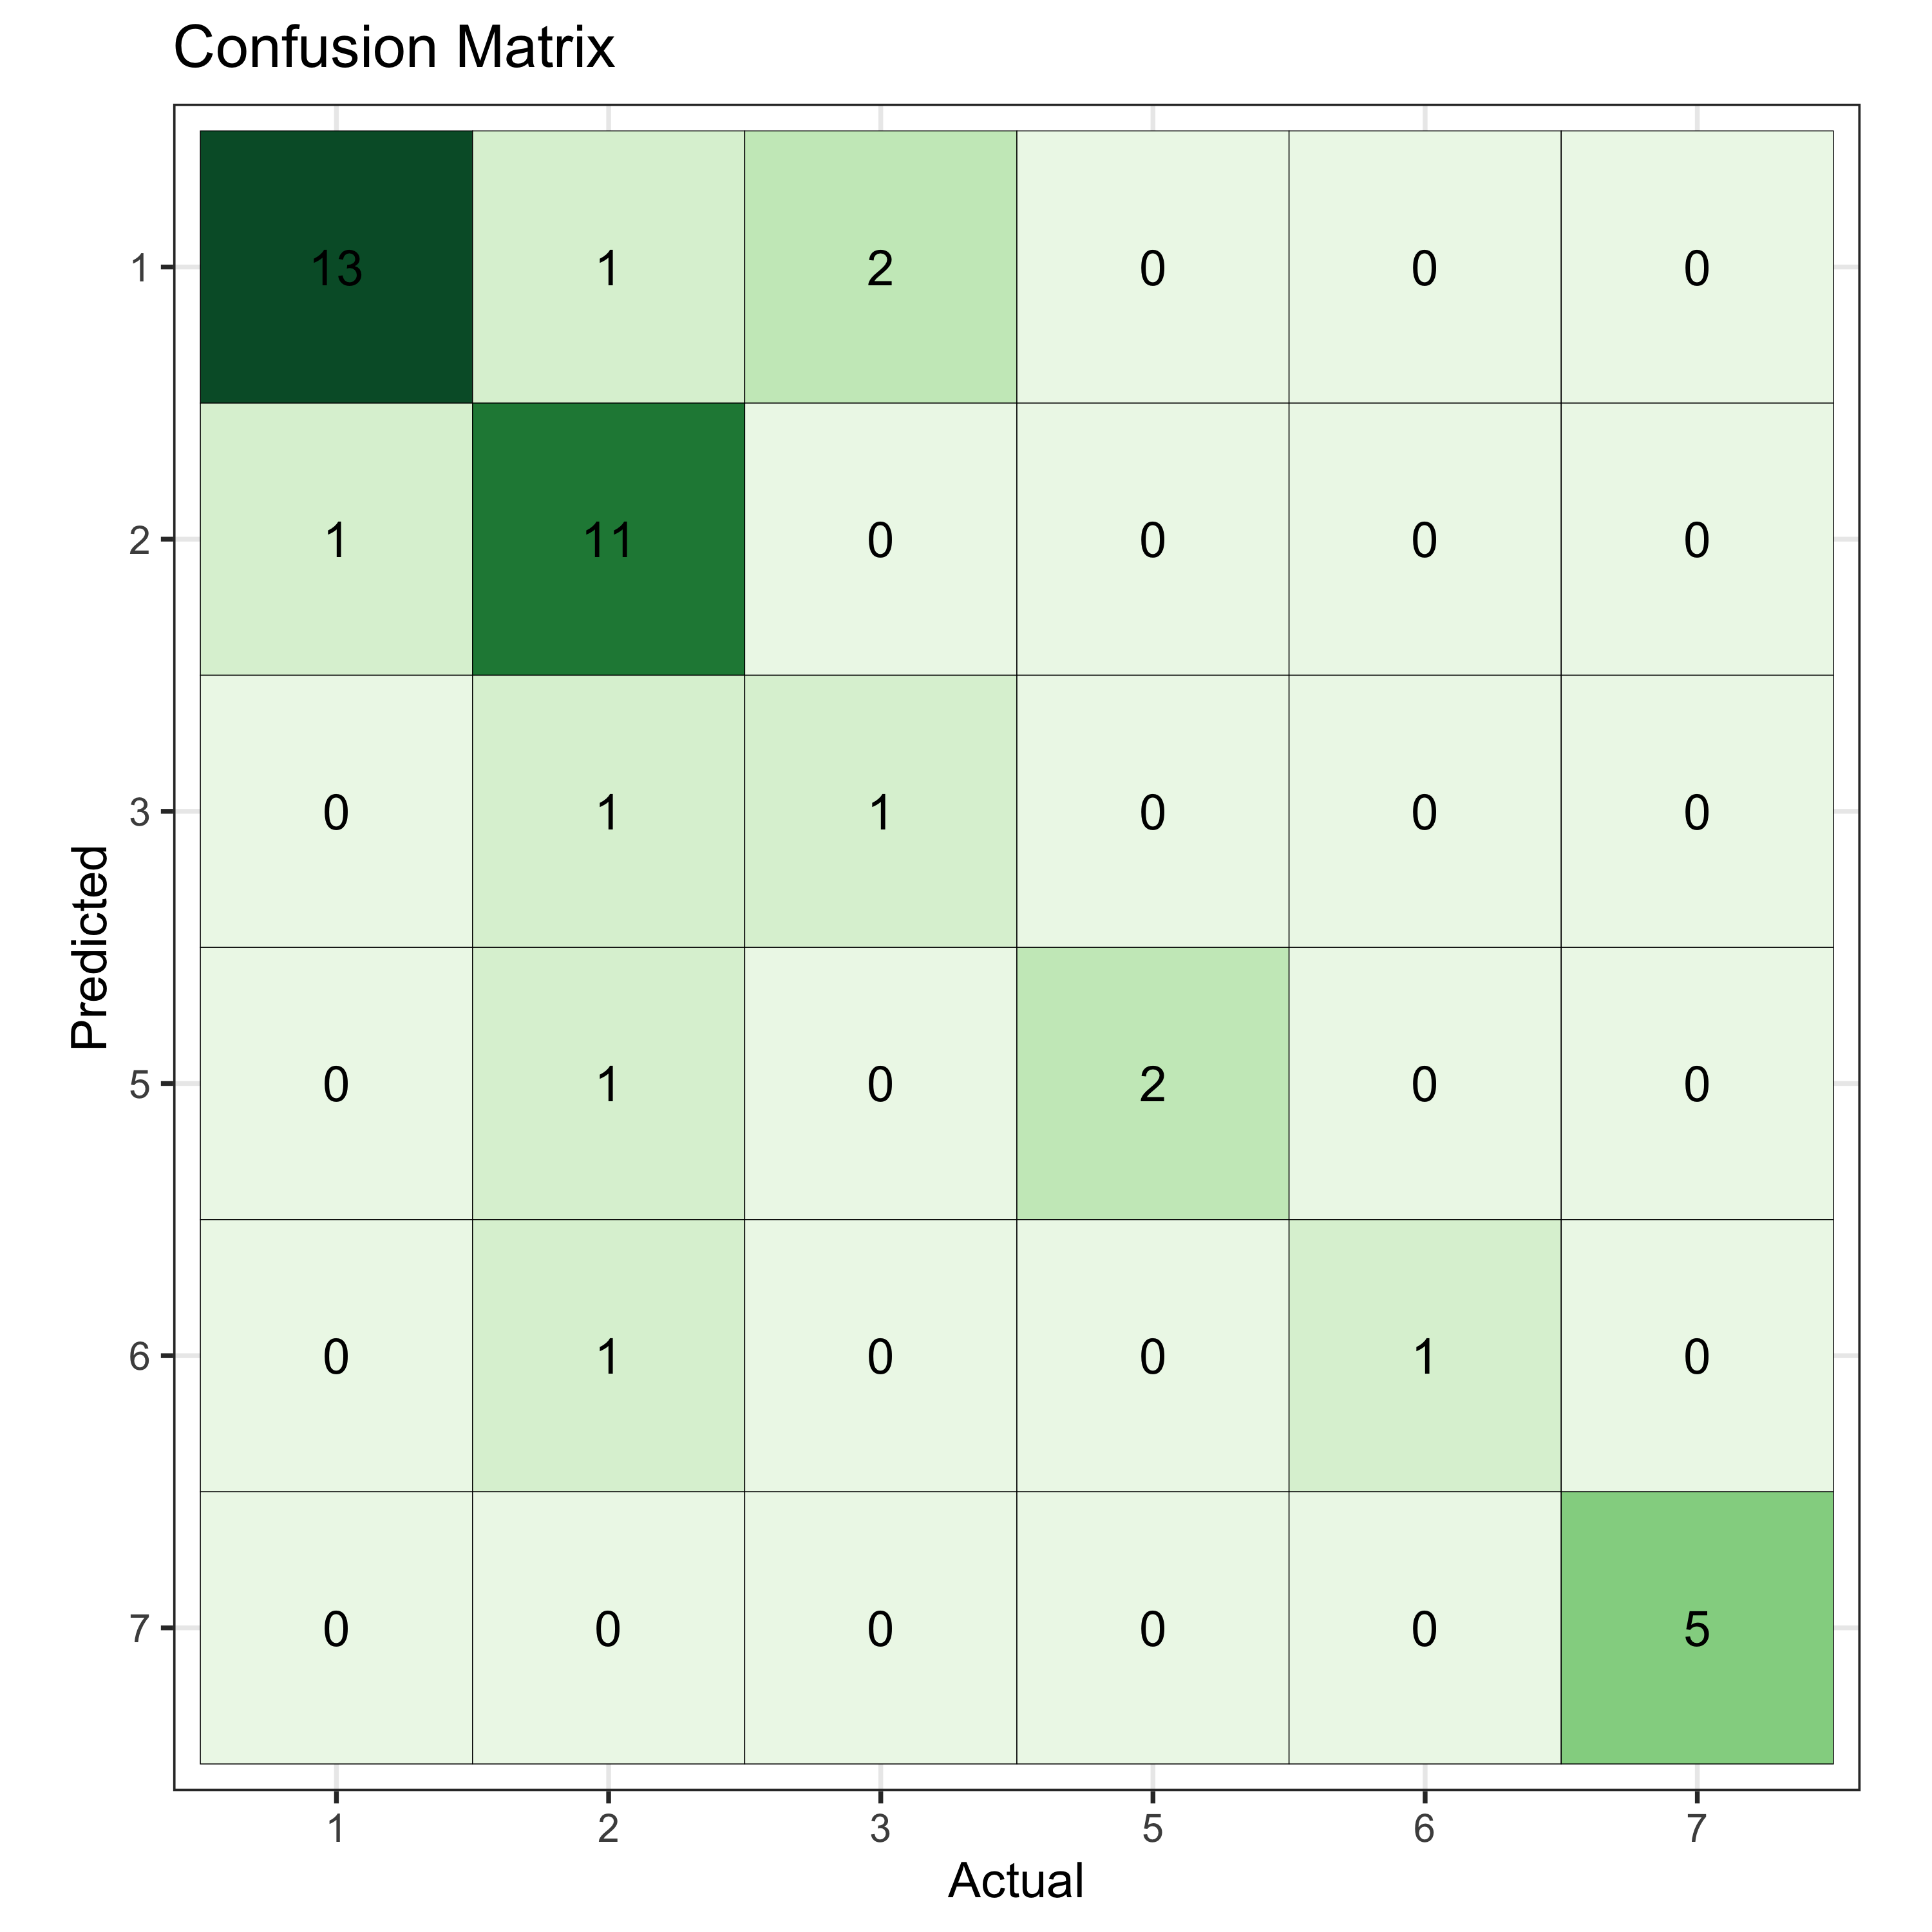 Confusion Matrix
1 13 1 2 0 0 0
2 1 11 0 0 0 0
3 0 1 1 0 0 0
5 0 1 0 2 0 0
6 0 1 0 0 1 0
7 0 0 0 0 0 5
Predicted
1 2 3 5 6 7
Actual